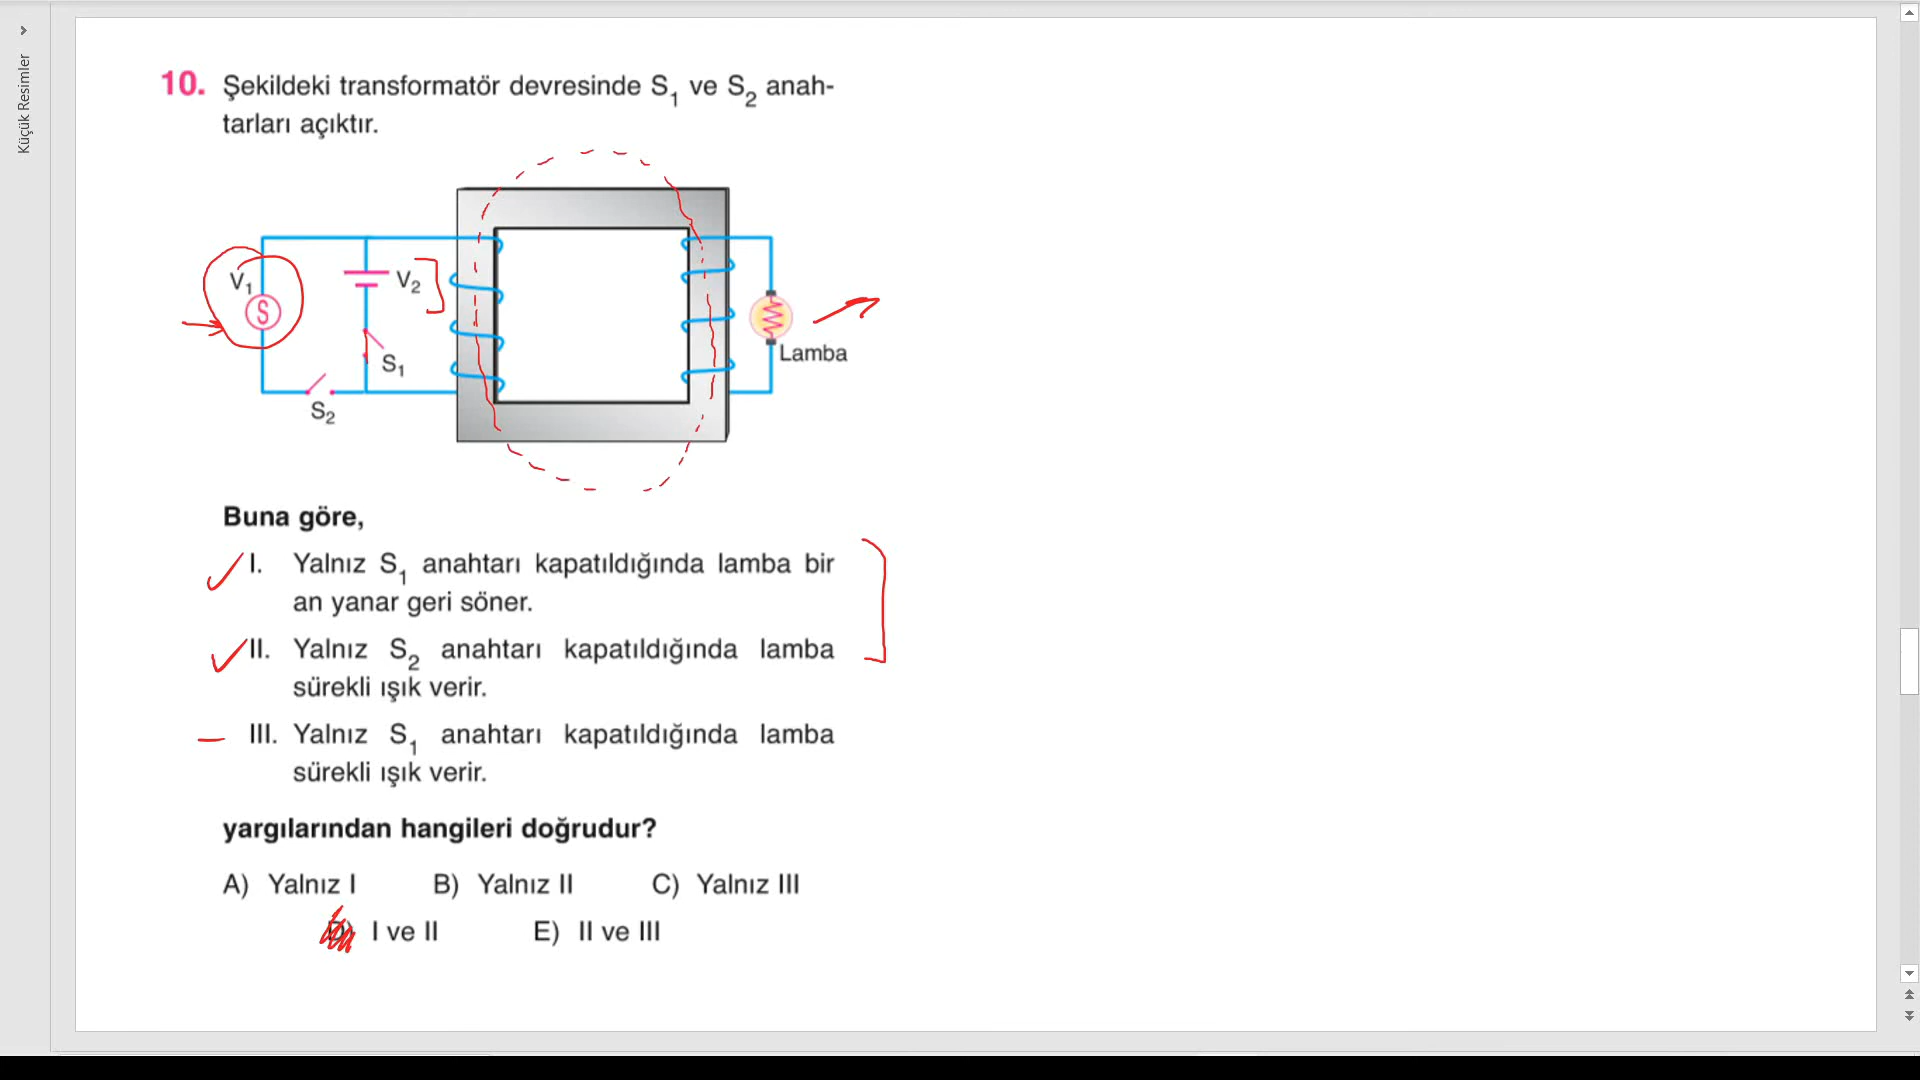 Küçük Resimler
10. Şekildeki transformatör devresinde S1 ve S2 anah-
tarları açıktır.
V1
S
V2
S1
S2
Lamba
Buna göre,
I. Yalnız S1 anahtarı kapatıldığında lamba bir
an yanar geri söner.
II. Yalnız S2 anahtarı kapatıldığında lamba
sürekli ışık verir.
III. Yalnız S1 anahtarı kapatıldığında lamba
sürekli ışık verir.
yargılarından hangileri doğrudur?
A) Yalnız I B) Yalnız II C) Yalnız III
D) I ve II E) II ve III